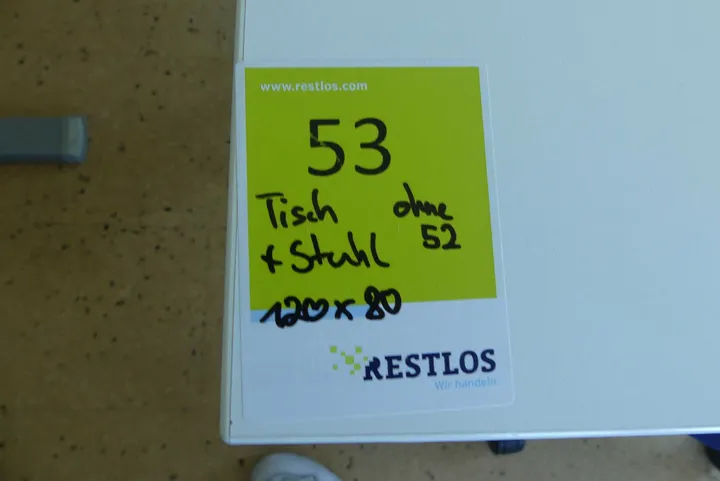 www.restlos.com
53
Tisch ohne
+ Stuhl 52
120 x 80
RESTLOS
Wir handeln